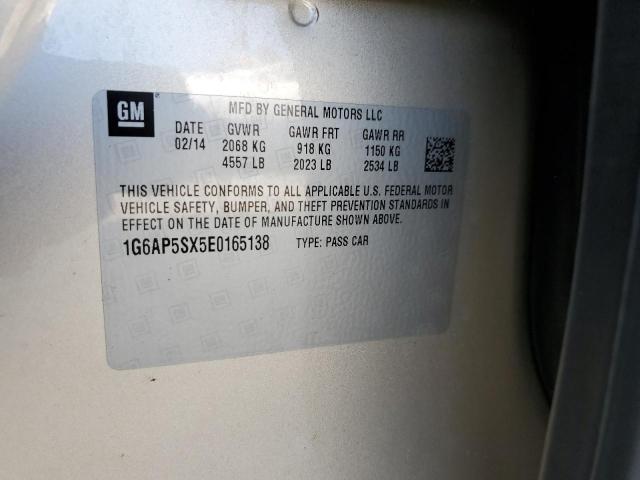 GM
MFD BY GENERAL MOTORS LLC
DATE GVWR GAWR FRT GAWR RR
02/14 2068 KG 918 KG 1150 KG
4557 LB 2023 LB 2534 LB
THIS VEHICLE CONFORMS TO ALL APPLICABLE U.S. FEDERAL MOTOR
VEHICLE SAFETY, BUMPER, AND THEFT PREVENTION STANDARDS IN
EFFECT ON THE DATE OF MANUFACTURE SHOWN ABOVE.
1G6AP5SX5E0165138 TYPE: PASS CAR